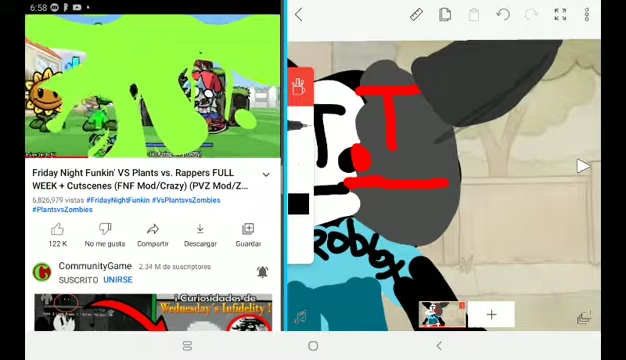 6:58
Friday Night Funkin' VS Plants vs. Rappers FULL
WEEK + Cutscenes (FNF Mod/Crazy) (PVZ Mod/Z...
6,826,979 vistas #FridayNightFunkin #VsPlantsvsZombies
#PlantsvsZombies
122 K No me gusta Compartir Descargar Guardar
CommunityGame 2.34 M de suscriptores
SUSCRITO UNIRSE
¡ Curiosidades de
Wednesday's Infidelity !
Robbx